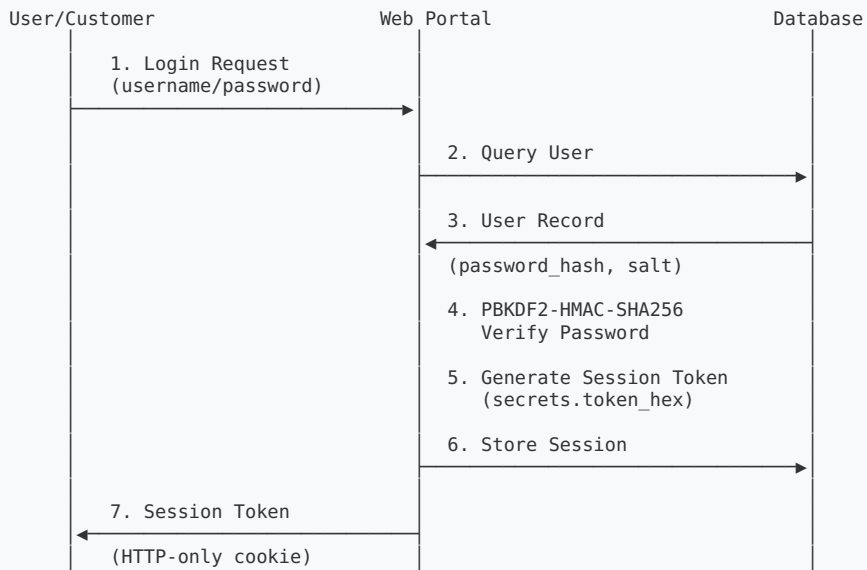 User/Customer Web Portal Database
1. Login Request
(username/password)
2. Query User
3. User Record
(password_hash, salt)
4. PBKDF2-HMAC-SHA256
Verify Password
5. Generate Session Token
(secrets.token_hex)
6. Store Session
7. Session Token
(HTTP-only cookie)